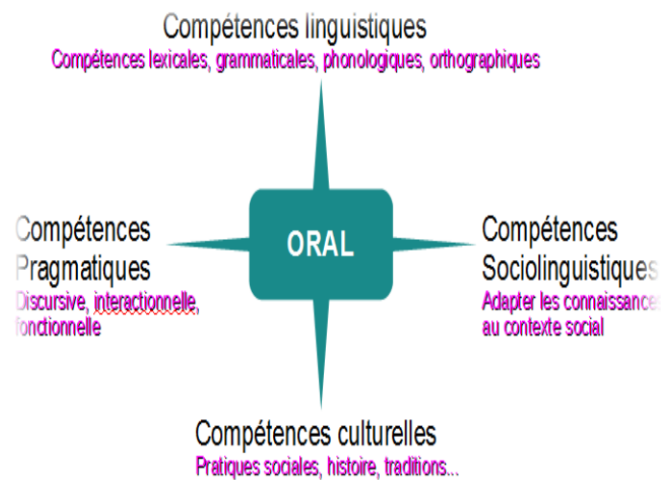 Compétences linguistiques
Compétences lexicales, grammaticales, phonologiques, orthographiques
Compétences
Pragmatiques
Discursive, interactionnelle,
fonctionnelle
ORAL
Compétences
Sociolinguistiques
Adapter les connaissances
au contexte social
Compétences culturelles
Pratiques sociales, histoire, traditions...